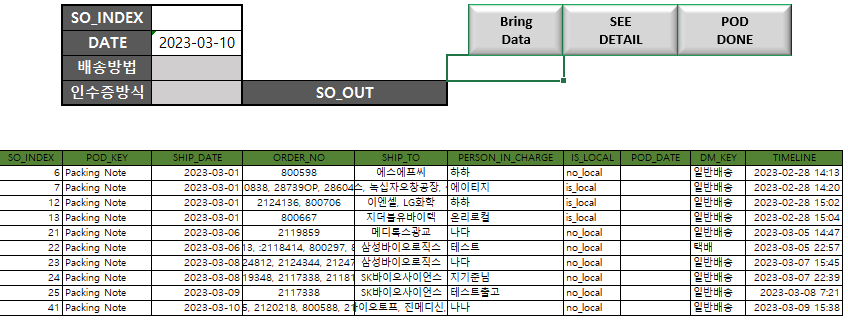 SO_INDEX
DATE 2023-03-10
배송방법
인수증방식 SO_OUT
Bring Data
SEE DETAIL
POD DONE
SO_INDEX POD_KEY SHIP_DATE ORDER_NO SHIP_TO PERSON_IN_CHARGE IS_LOCAL POD_DATE DM_KEY TIMELINE
6 Packing Note 2023-03-01 800598 에스에프씨 하하 no_local 일반배송 2023-02-28 14:13
7 Packing Note 2023-03-01 0838, 28739OP, 28604 스, 녹십자오창공장, 에이티지 is_local 일반배송 2023-02-28 14:20
12 Packing Note 2023-03-01 2124136, 800706 이엔셀, LG화학 하하 is_local 일반배송 2023-02-28 15:02
13 Packing Note 2023-03-01 800667 지더블유바이텍 온리로컬 is_local 일반배송 2023-02-28 15:04
21 Packing Note 2023-03-06 2119859 메디톡스광교 나다 no_local 일반배송 2023-03-05 14:47
22 Packing Note 2023-03-06 13, :2118414, 800297, 8 삼성바이오로직스 테스트 no_local 택배 2023-03-05 22:57
23 Packing Note 2023-03-08 24812, 2124344, 21247 삼성바이오로직스 나다 no_local 일반배송 2023-03-07 15:45
24 Packing Note 2023-03-08 19348, 2117338, 21181 SK바이오사이언스 지기준님 no_local 일반배송 2023-03-07 22:39
25 Packing Note 2023-03-09 2117338 SK바이오사이언스 테스트출고 no_local 일반배송 2023-03-08 7:21
41 Packing Note 2023-03-10 5, 2120218, 800588, 21 이오토프, 진메디신, 나나 no_local 일반배송 2023-03-09 15:38